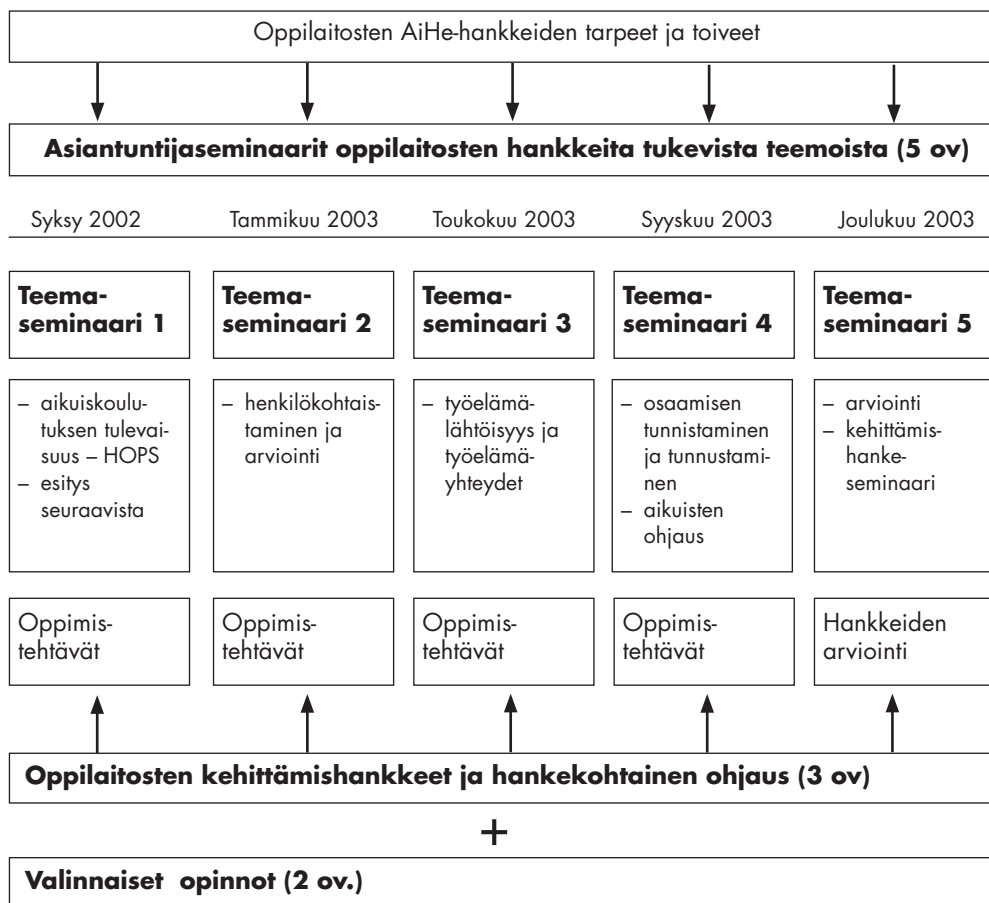 Oppilaitosten AiHe-hankkeiden tarpeet ja toiveet
Asiantuntijaseminaarit oppilaitosten hankkeita tukevista teemoista (5 ov)
Syksy 2002
Tammikuu 2003
Toukokuu 2003
Syyskuu 2003
Joulukuu 2003
Teema-
seminaari 1
Teema-
seminaari 2
Teema-
seminaari 3
Teema-
seminaari 4
Teema-
seminaari 5
– aikuiskoulu-
tuksen tulevai-
suus – HOPS
– esitys
seuraavista
– henkilökohtais-
taminen ja
arviointi
– työelämä-
lähtöisyys ja
työelämä-
yhteydet
– osaamisen
tunnistaminen
ja tunnustami-
nen
– aikuisten
ohjaus
– arviointi
– kehittämis-
hanke-
seminaari
Oppimis-
tehtävät
Oppimis-
tehtävät
Oppimis-
tehtävät
Oppimis-
tehtävät
Hankkeiden
arviointi
Oppilaitosten kehittämishankkeet ja hankekohtainen ohjaus (3 ov)
+
Valinnaiset opinnot (2 ov.)